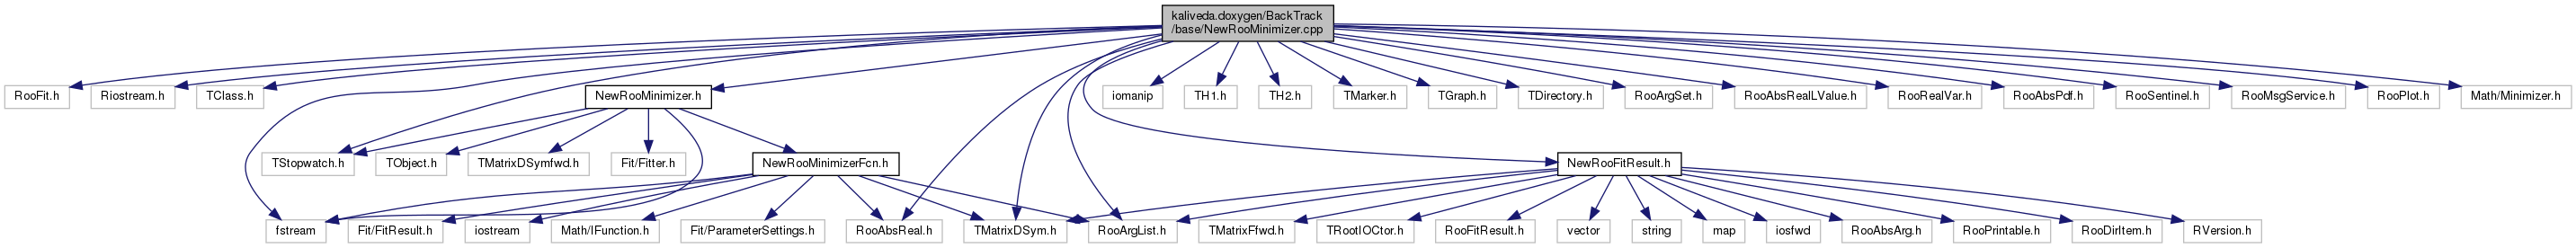 kaliveda.doxygen/BackTrack
/base/NewRooMinimizer.cpp
RooFit.h
Riostream.h
TClass.h
NewRooMinimizer.h
iomanip
TH1.h
TH2.h
TMarker.h
TGraph.h
TDirectory.h
RooArgSet.h
RooAbsRealLValue.h
RooRealVar.h
RooAbsPdf.h
RooSentinel.h
RooMsgService.h
RooPlot.h
Math/Minimizer.h
TStopwatch.h
TObject.h
TMatrixDSymfwd.h
Fit/Fitter.h
NewRooMinimizerFcn.h
NewRooFitResult.h
fstream
Fit/FitResult.h
iostream
Math/IFunction.h
Fit/ParameterSettings.h
RooAbsReal.h
TMatrixDSym.h
RooArgList.h
TMatrixFfwd.h
TRootIOCtor.h
RooFitResult.h
vector
string
map
iosfwd
RooAbsArg.h
RooPrintable.h
RooDirItem.h
RVersion.h